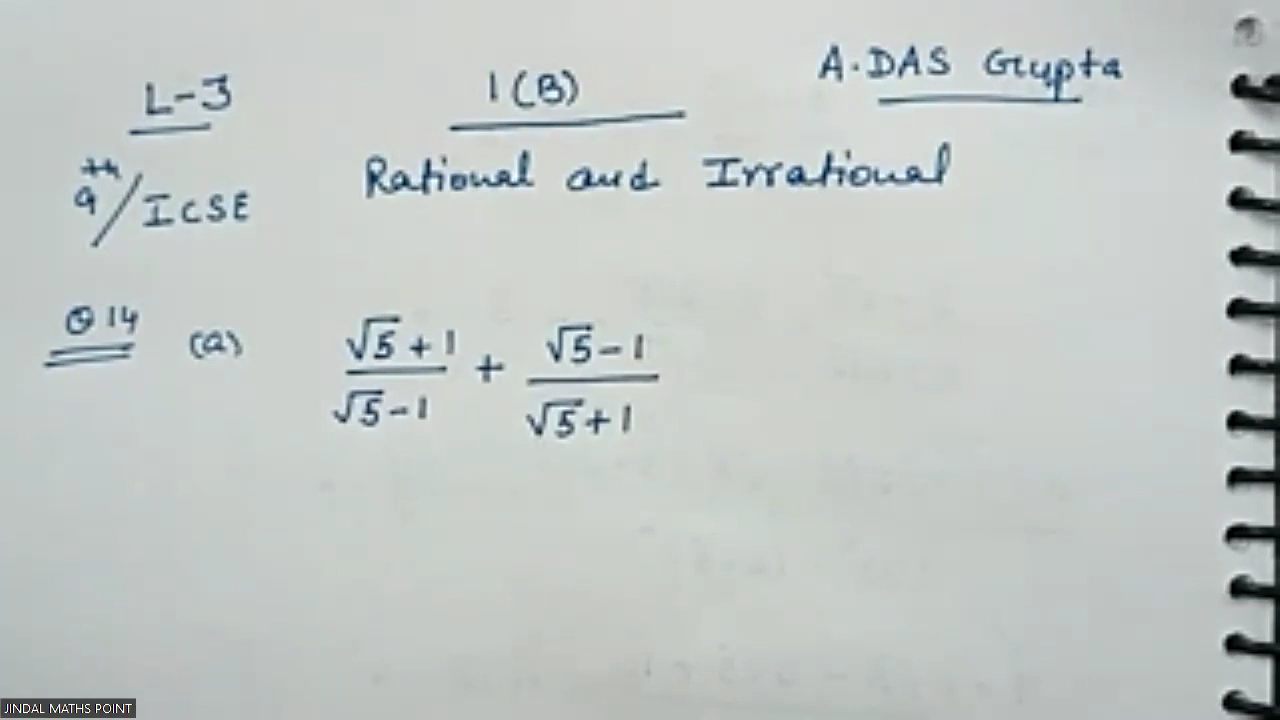 L-3 1(B) A.DAS Gupta
9th/ICSE Rational and Irrational
Q14 (a) (√5+1)/(√5-1) + (√5-1)/(√5+1)
JINDAL MATHS POINT